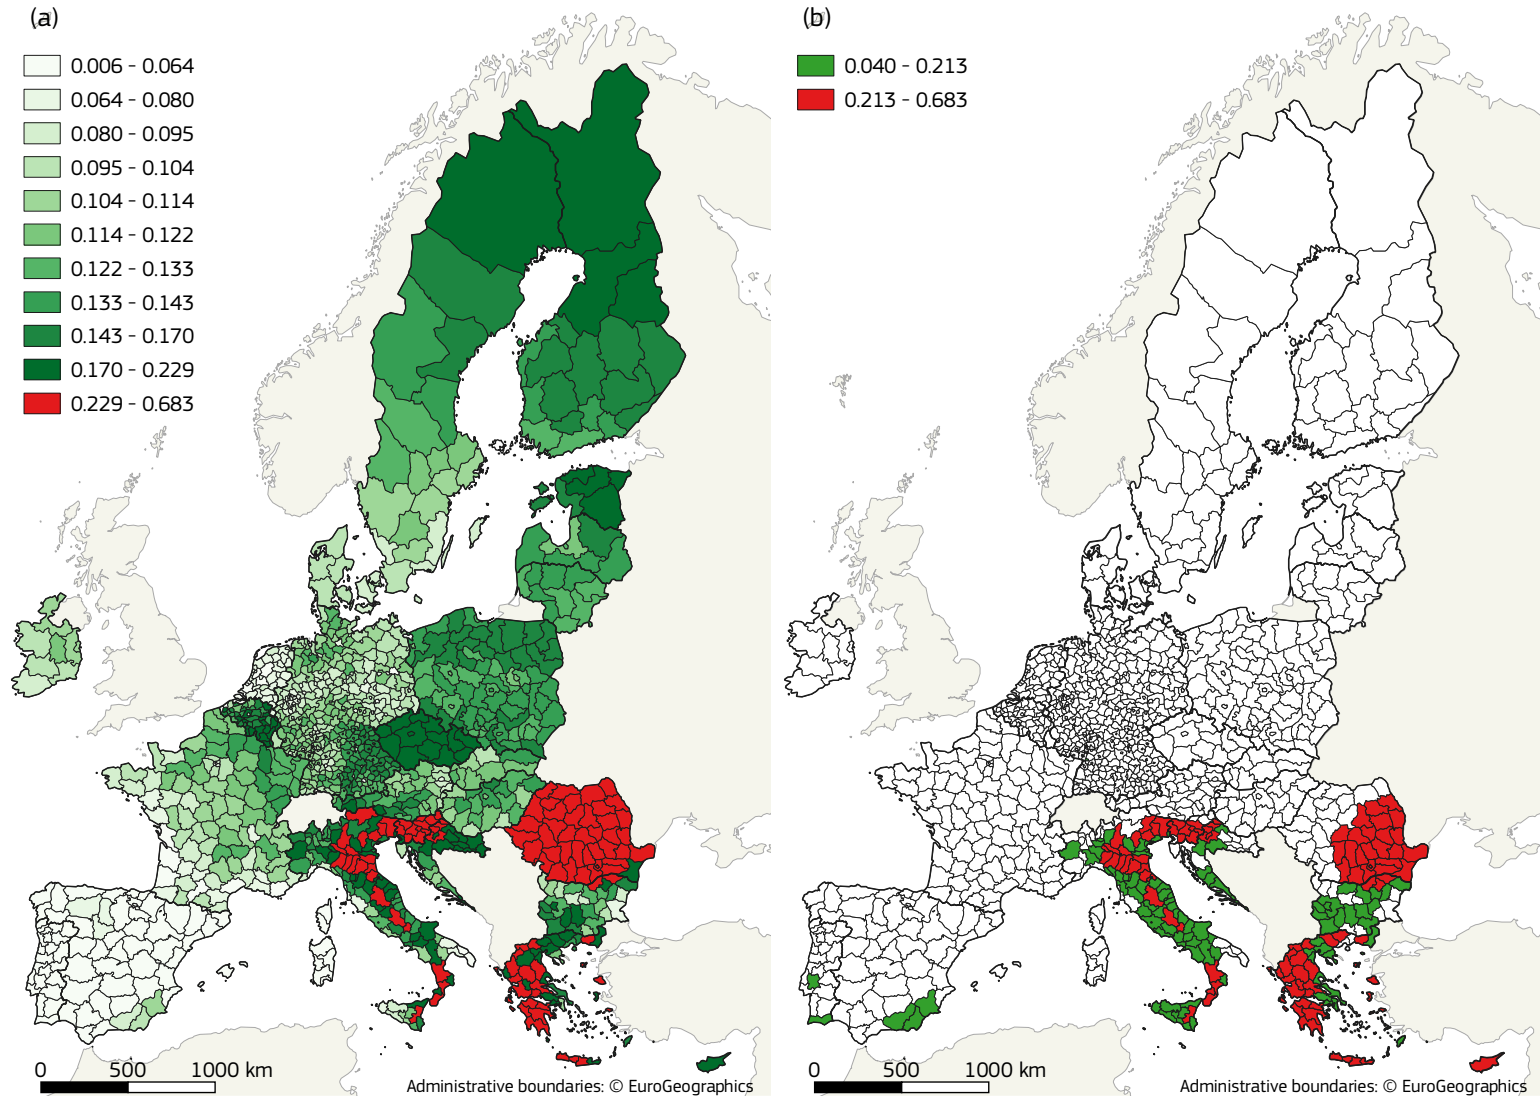 (a)
0.006 - 0.064
0.064 - 0.080
0.080 - 0.095
0.095 - 0.104
0.104 - 0.114
0.114 - 0.122
0.122 - 0.133
0.133 - 0.143
0.143 - 0.170
0.170 - 0.229
0.229 - 0.683
0 500 1000 km
Administrative boundaries: © EuroGeographics
(b)
0.040 - 0.213
0.213 - 0.683
0 500 1000 km
Administrative boundaries: © EuroGeographics